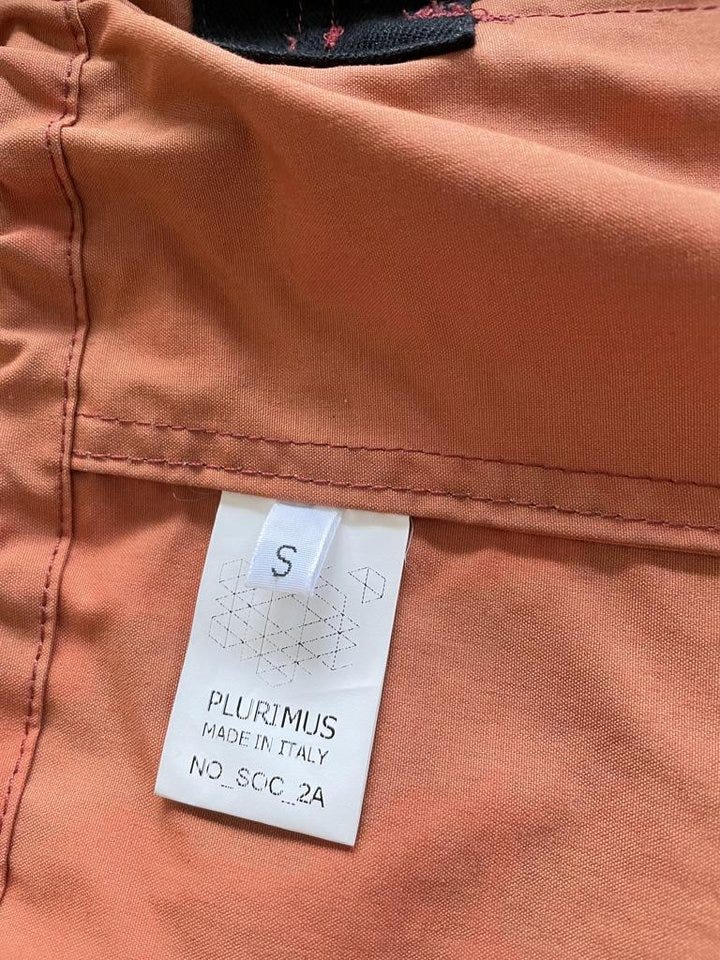 S
PLURIMUS
MADE IN ITALY
NO_SOC_2A